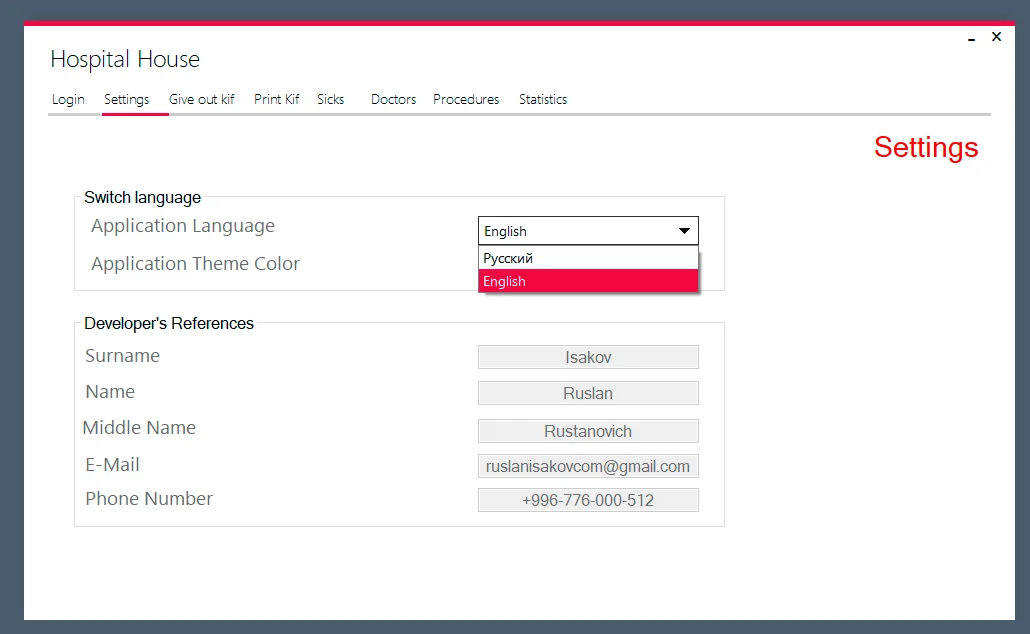 Hospital House
Login Settings Give out kif Print Kif Sicks Doctors Procedures Statistics
Settings
Switch language
Application Language English
Русский
Application Theme Color
English
Developer's References
Surname Isakov
Name Ruslan
Middle Name Rustanovich
E-Mail ruslanisakovcom@gmail.com
Phone Number +996-776-000-512